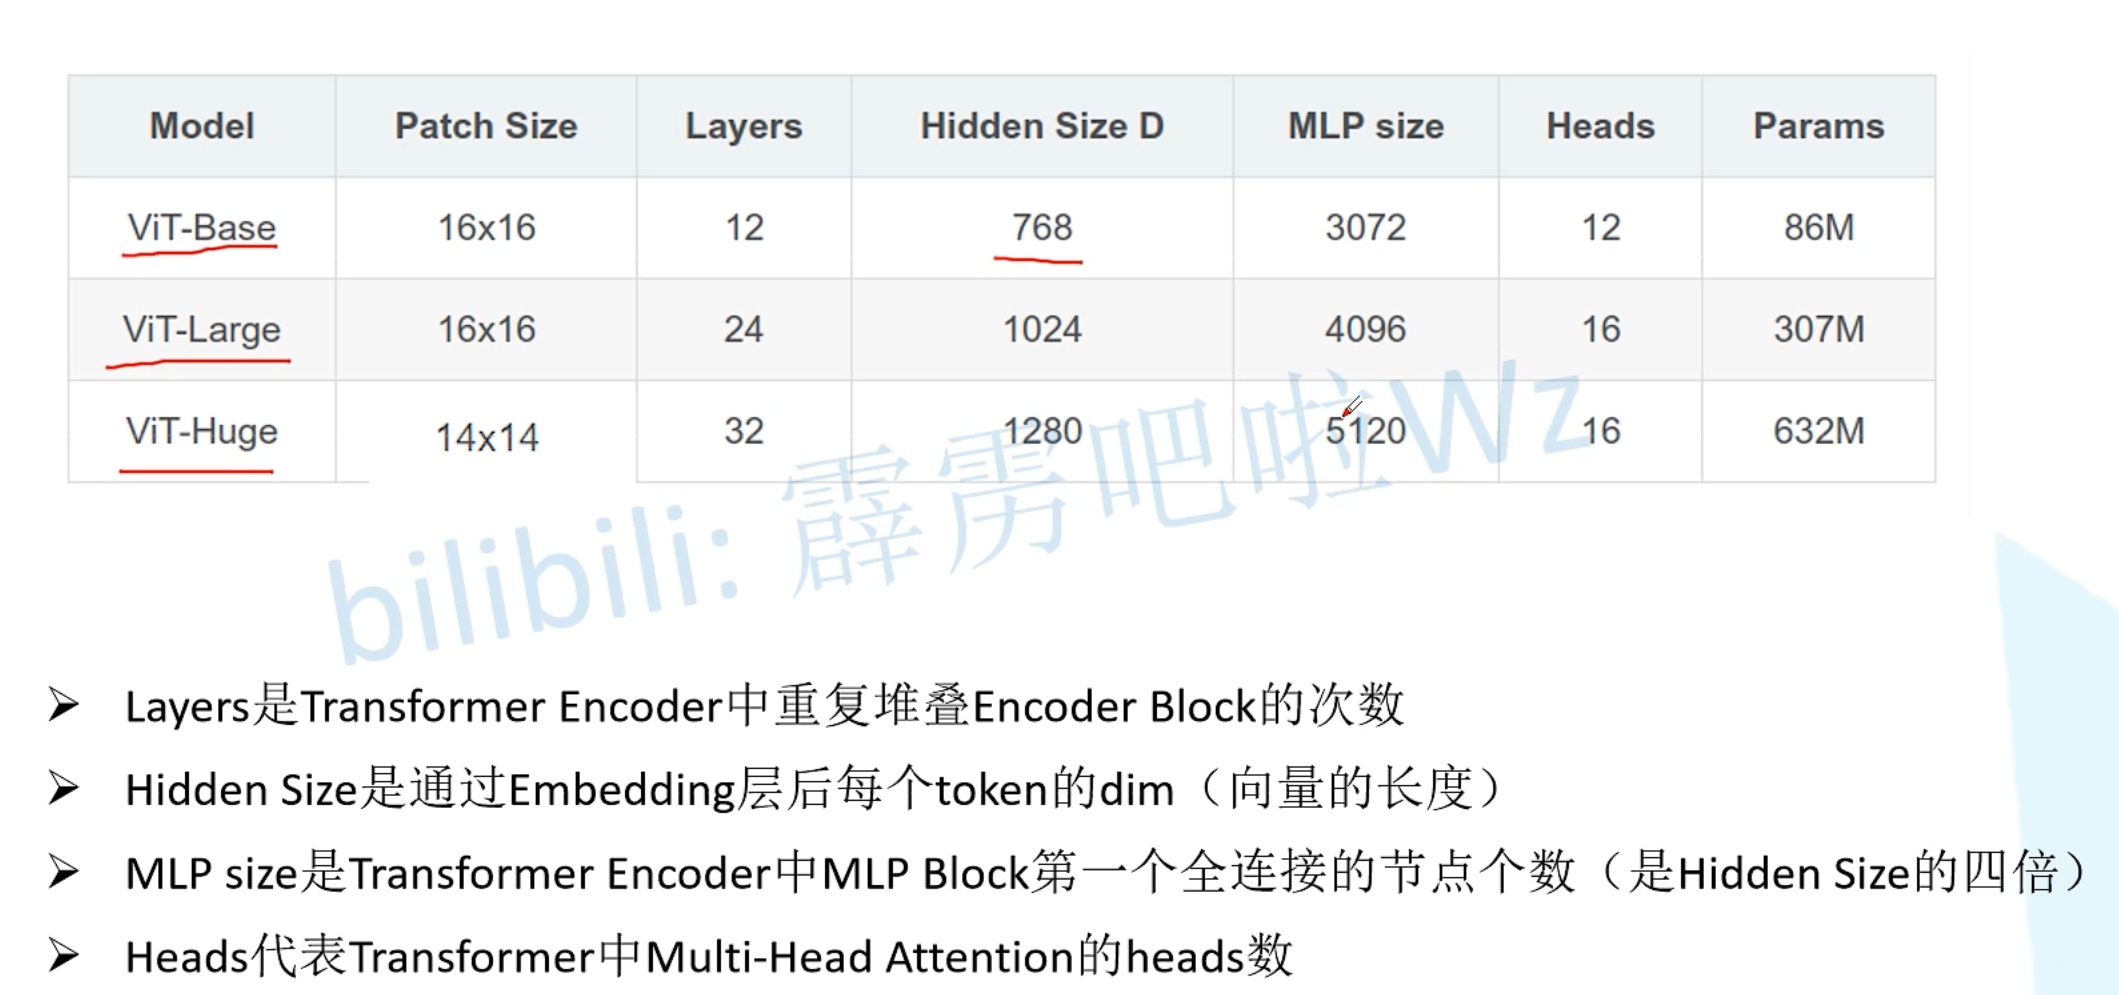 Model Patch Size Layers Hidden Size D MLP size Heads Params
ViT-Base 16x16 12 768 3072 12 86M
ViT-Large 16x16 24 1024 4096 16 307M
ViT-Huge 14x14 32 1280 5120 16 632M
bilibili: 霹雳吧啦Wz
Layers是Transformer Encoder中重复堆叠Encoder Block的次数
Hidden Size是通过Embedding层后每个token的dim（向量的长度）
MLP size是Transformer Encoder中MLP Block第一个全连接的节点个数（是Hidden Size的四倍）
Heads代表Transformer中Multi-Head Attention的heads数